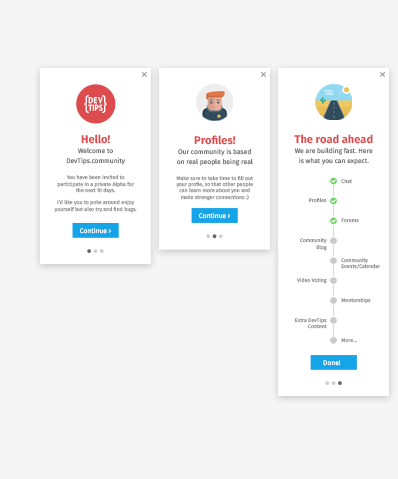 {DEV
TIPS}
Hello!
Welcome to
DevTips.community
You have been invited to
participate in a private Alpha for
the next 10 days.
I'd like you to poke around enjoy
yourself but also try and find bugs.
Continue >
Profiles!
Our community is based
on real people being real
Make sure to take time to fill out
your profile, so that other people
can learn more about you and
make stronger connections :)
Continue >
The road ahead
We are building fast. Here
is what you can expect.
Chat
Profiles
Forums
Community
Blog
Community
Events/Calendar
Video Voting
Mentorships
Extra DevTips
Content
More...
Done!